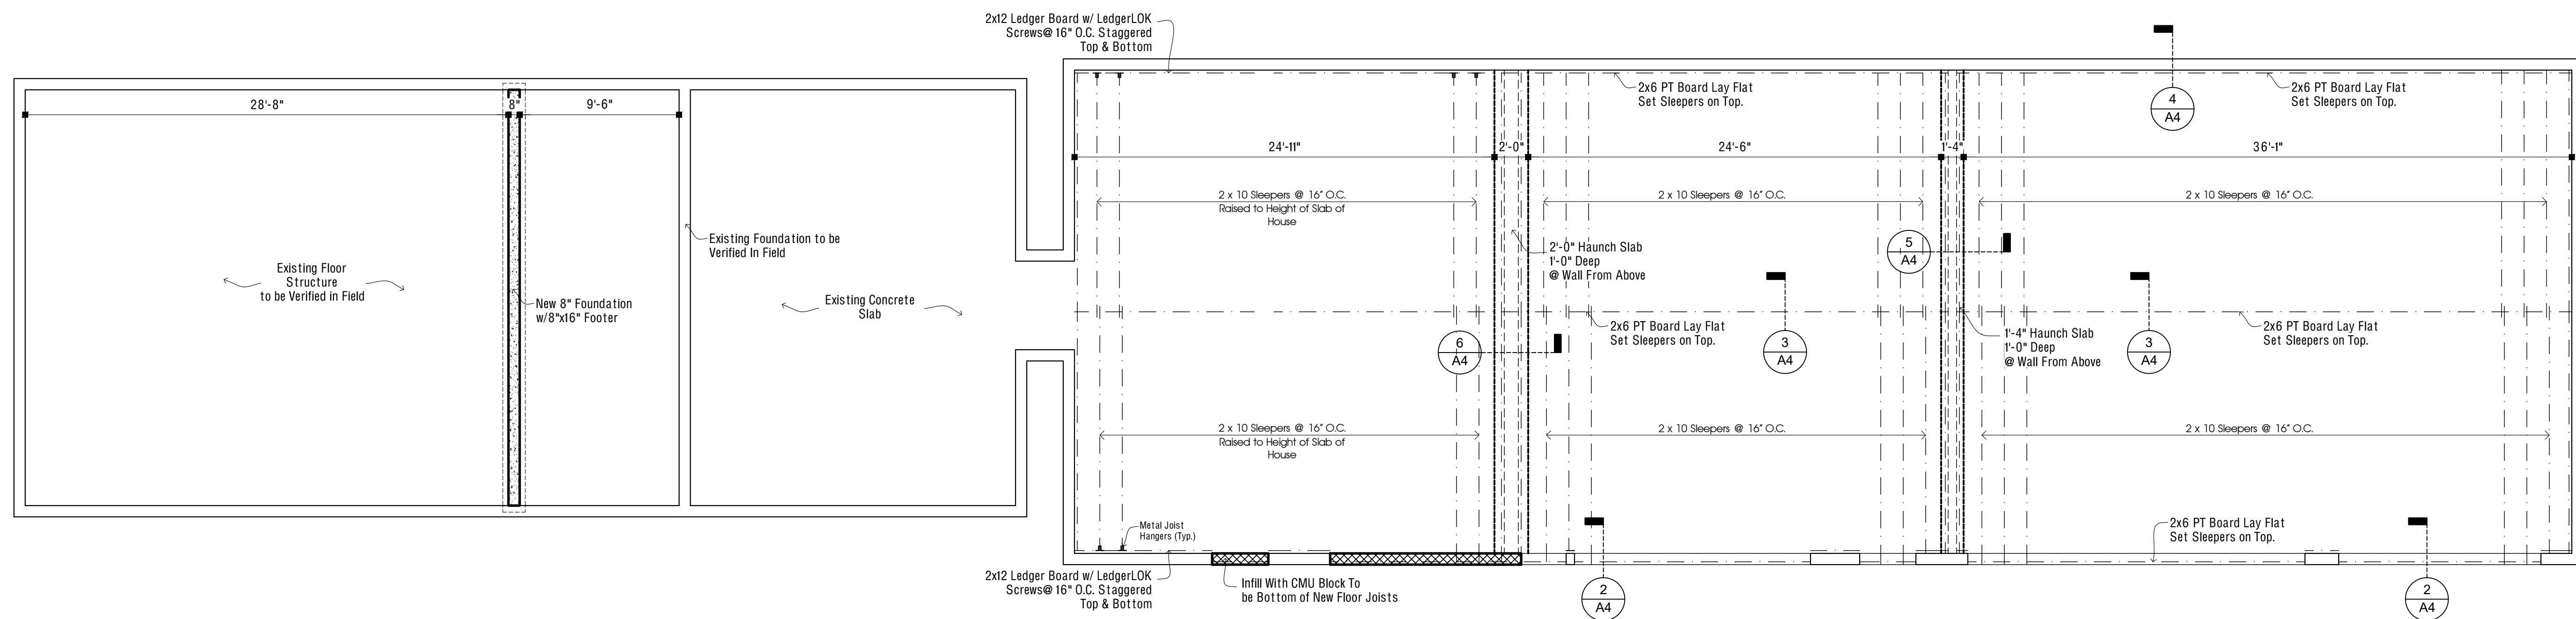 2x12 Ledger Board w/ LedgerLOK
Screws@ 16" O.C. Staggered
Top & Bottom
28'-8"
8"
9'-6"
2x6 PT Board Lay Flat
Set Sleepers on Top.
4
A4
2x6 PT Board Lay Flat
Set Sleepers on Top.
24'-11"
2'-0"
24'-6"
1'-4"
36'-1"
2 x 10 Sleepers @ 16" O.C.
Raised to Height of Slab of
House
2 x 10 Sleepers @ 16" O.C.
2 x 10 Sleepers @ 16" O.C.
Existing Foundation to be
Verified In Field
2'-0" Haunch Slab
1'-0" Deep
@ Wall From Above
5
A4
Existing Floor
Structure
to be Verified in Field
New 8" Foundation
w/8"x16" Footer
Existing Concrete
Slab
6
A4
2x6 PT Board Lay Flat
Set Sleepers on Top.
3
A4
1'-4" Haunch Slab
1'-0" Deep
@ Wall From Above
3
A4
2x6 PT Board Lay Flat
Set Sleepers on Top.
2 x 10 Sleepers @ 16" O.C.
Raised to Height of Slab of
House
2 x 10 Sleepers @ 16" O.C.
2 x 10 Sleepers @ 16" O.C.
Metal Joist
Hangers (Typ.)
2x6 PT Board Lay Flat
Set Sleepers on Top.
2x12 Ledger Board w/ LedgerLOK
Screws@ 16" O.C. Staggered
Top & Bottom
Infill With CMU Block To
be Bottom of New Floor Joists
2
A4
2
A4